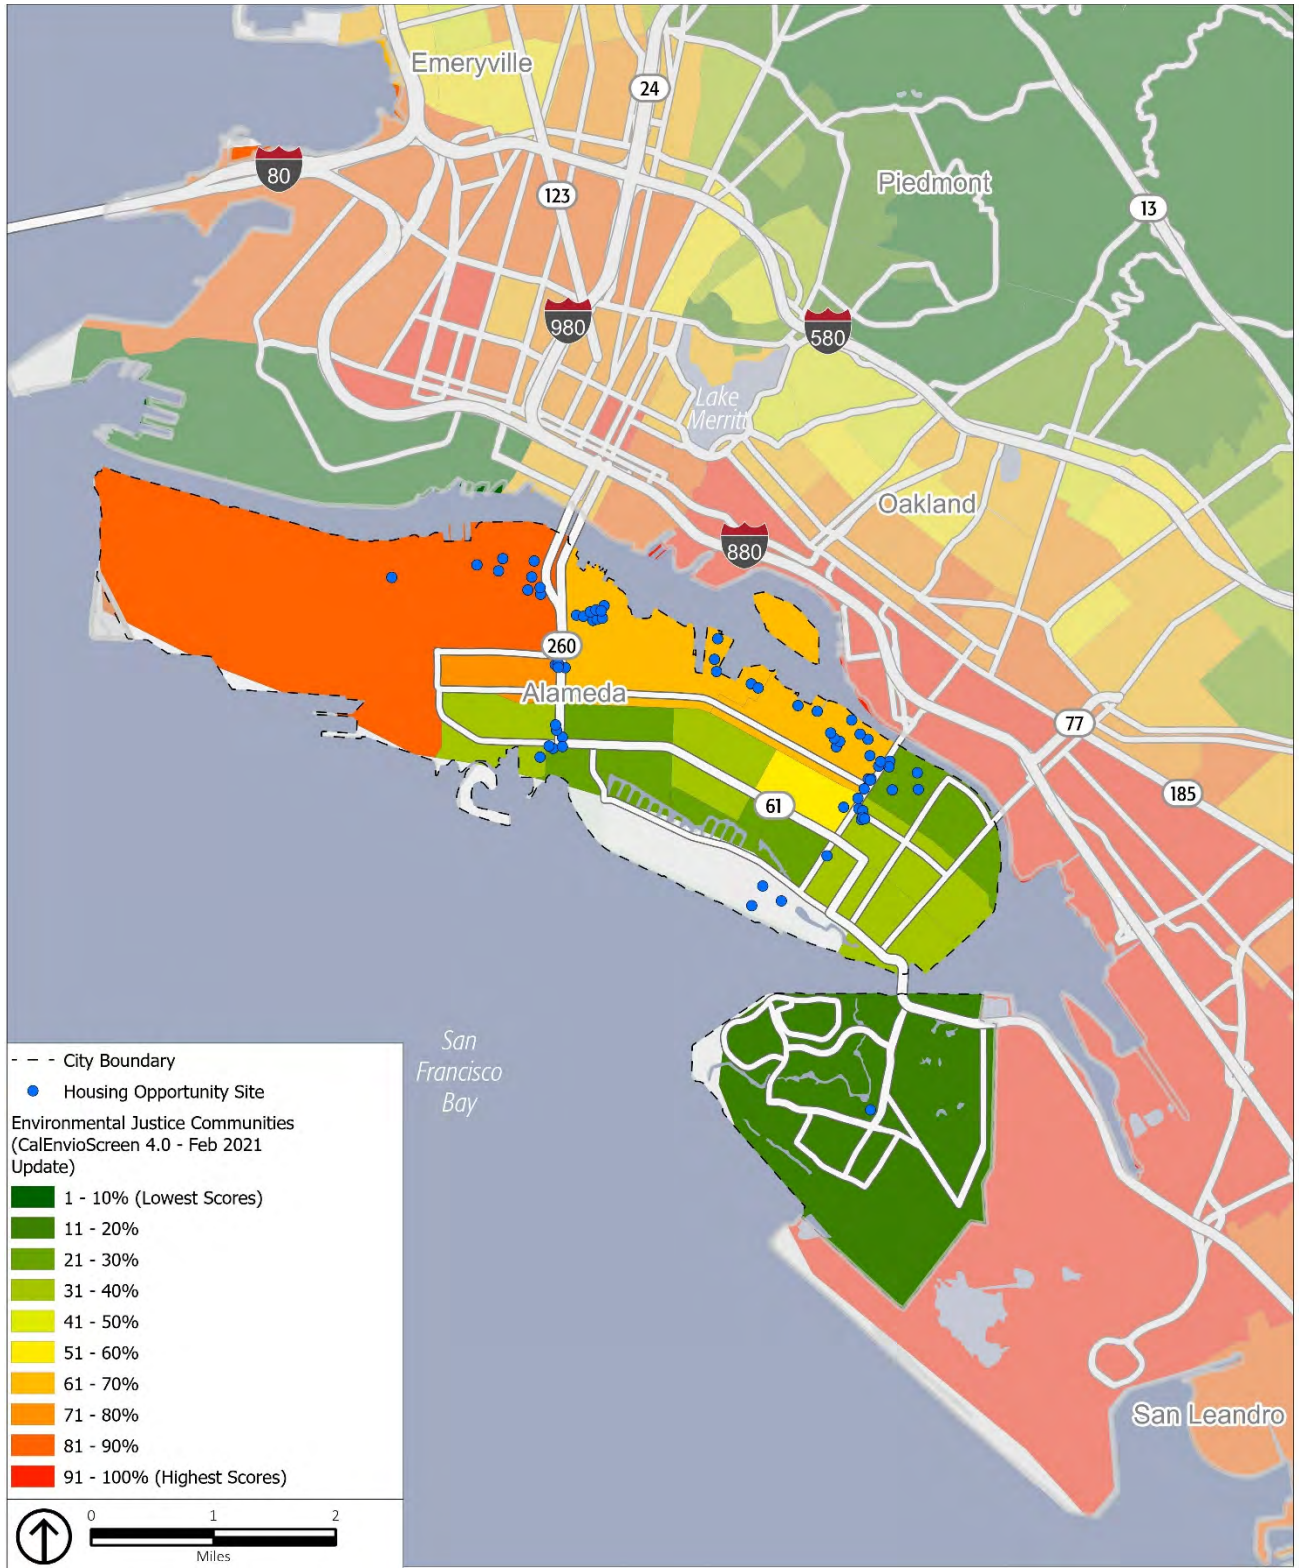 Emeryville
24
80
123
Piedmont
13
980
580
Lake
Merritt
Oakland
880
260
Alameda
77
61
185
San
Francisco
Bay
San Leandro
City Boundary
Housing Opportunity Site
Environmental Justice Communities
(CalEnvioScreen 4.0 - Feb 2021
Update)
1 - 10% (Lowest Scores)
11 - 20%
21 - 30%
31 - 40%
41 - 50%
51 - 60%
61 - 70%
71 - 80%
81 - 90%
91 - 100% (Highest Scores)
0 1 2
Miles